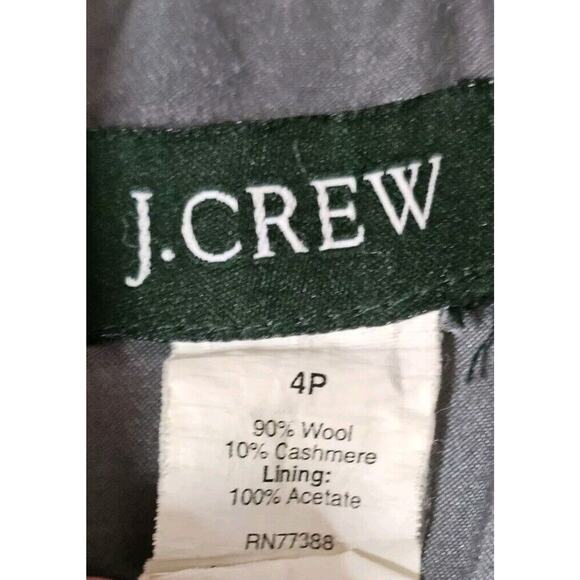 J.CREW
4P
90% Wool
10% Cashmere
Lining:
100% Acetate
RN77388